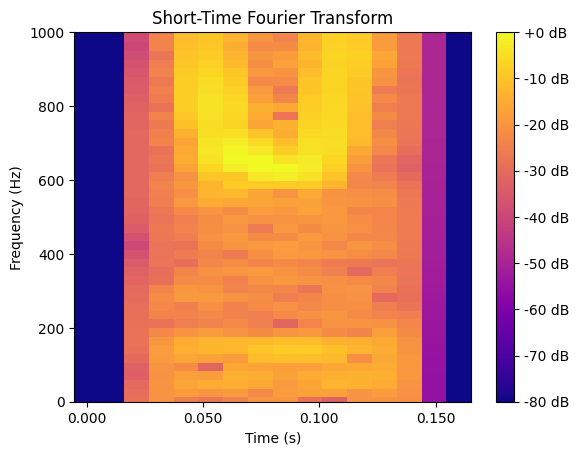 Short-Time Fourier Transform
1000
800
600
400
200
0
Frequency (Hz)
0.000
0.050
0.100
0.150
Time (s)
+0 dB
-10 dB
-20 dB
-30 dB
-40 dB
-50 dB
-60 dB
-70 dB
-80 dB